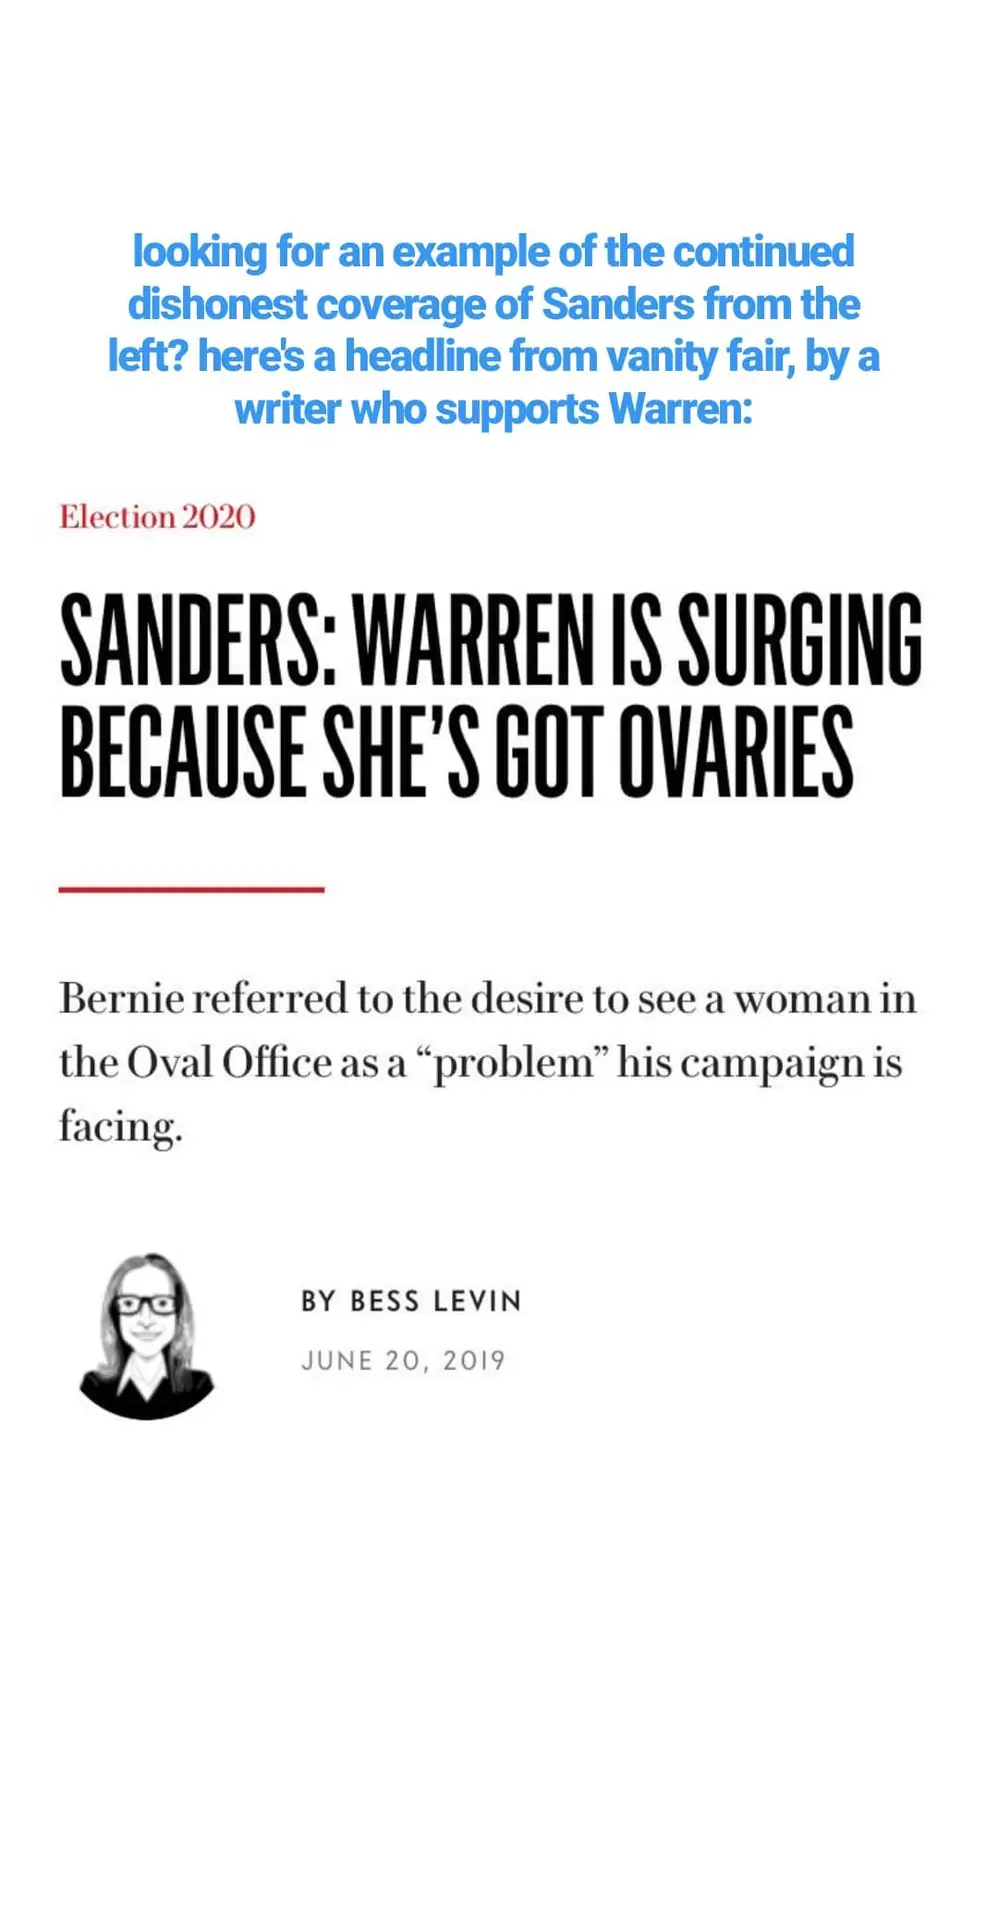 looking for an example of the continued
dishonest coverage of Sanders from the
left? here's a headline from vanity fair, by a
writer who supports Warren:
Election 2020
SANDERS: WARREN IS SURGING
BECAUSE SHE’S GOT OVARIES
Bernie referred to the desire to see a woman in
the Oval Office as a “problem” his campaign is
facing.
BY BESS LEVIN
JUNE 20, 2019